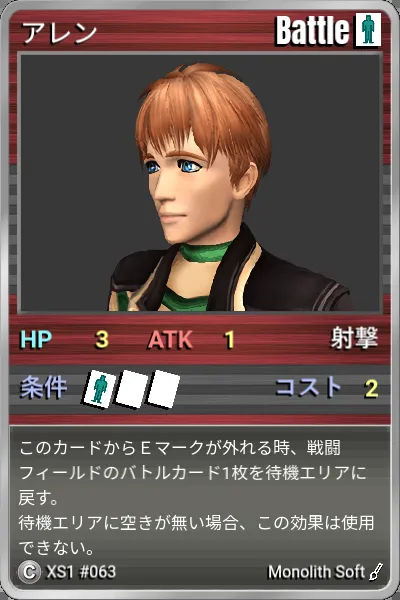 アレン Battle
HP 3 ATK 1 射撃
条件 コスト 2
このカードからEマークが外れる時、戦闘
フィールドのバトルカード1枚を待機エリアに
戻す。
待機エリアに空きが無い場合、この効果は使用
できない。
C XS1 #063 Monolith Soft